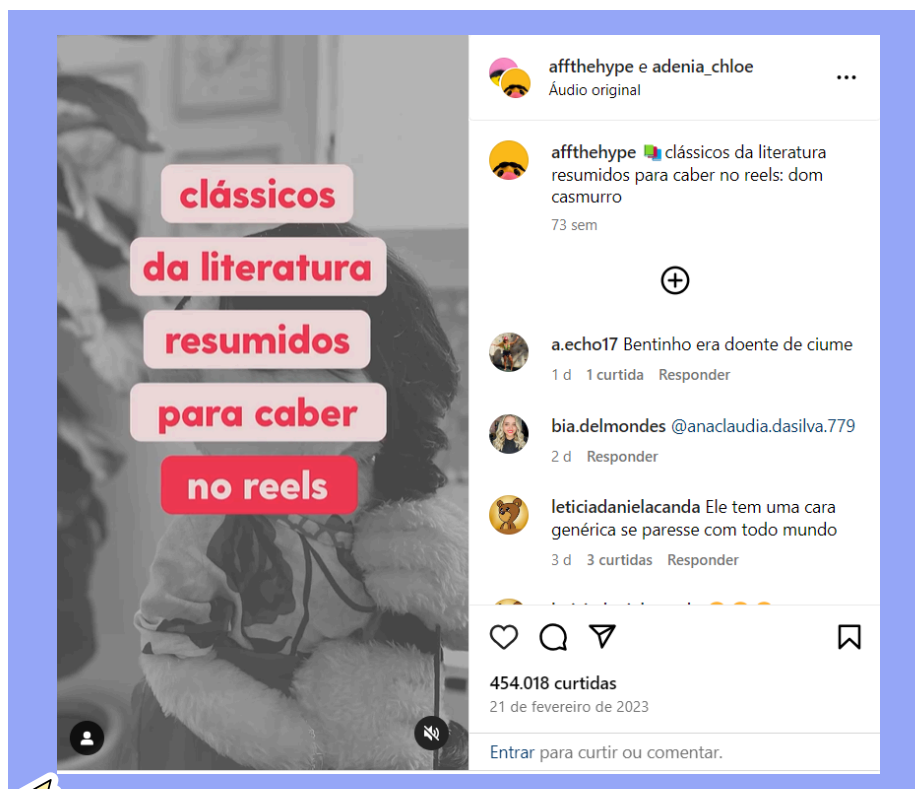 clássicos
da literatura
resumidos
para caber
no reels
affthehype e adenia_chloe
Áudio original
affthehype clássicos da literatura
resumidos para caber no reels: dom
casmurro
73 sem
a.echo17 Bentinho era doente de ciume
1 d 1 curtida Responder
bia.delmondes @anaclaudia.dasilva.779
2 d Responder
leticiadanielacanda Ele tem uma cara
genérica se paresse com todo mundo
3 d 3 curtidas Responder
454.018 curtidas
21 de fevereiro de 2023
Entrar para curtir ou comentar.